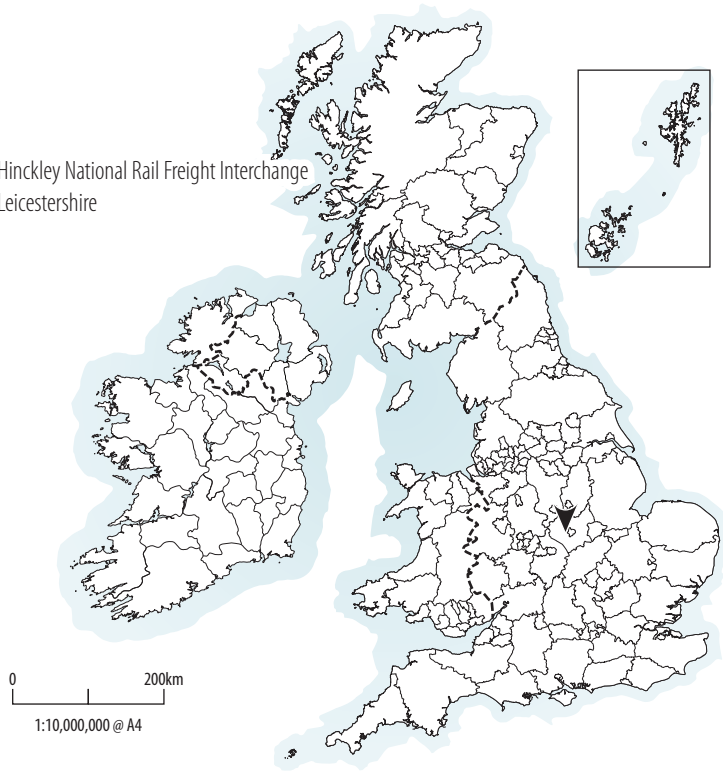 Hinckley National Rail Freight Interchange
Leicestershire
0 200km
1:10,000,000 @ A4